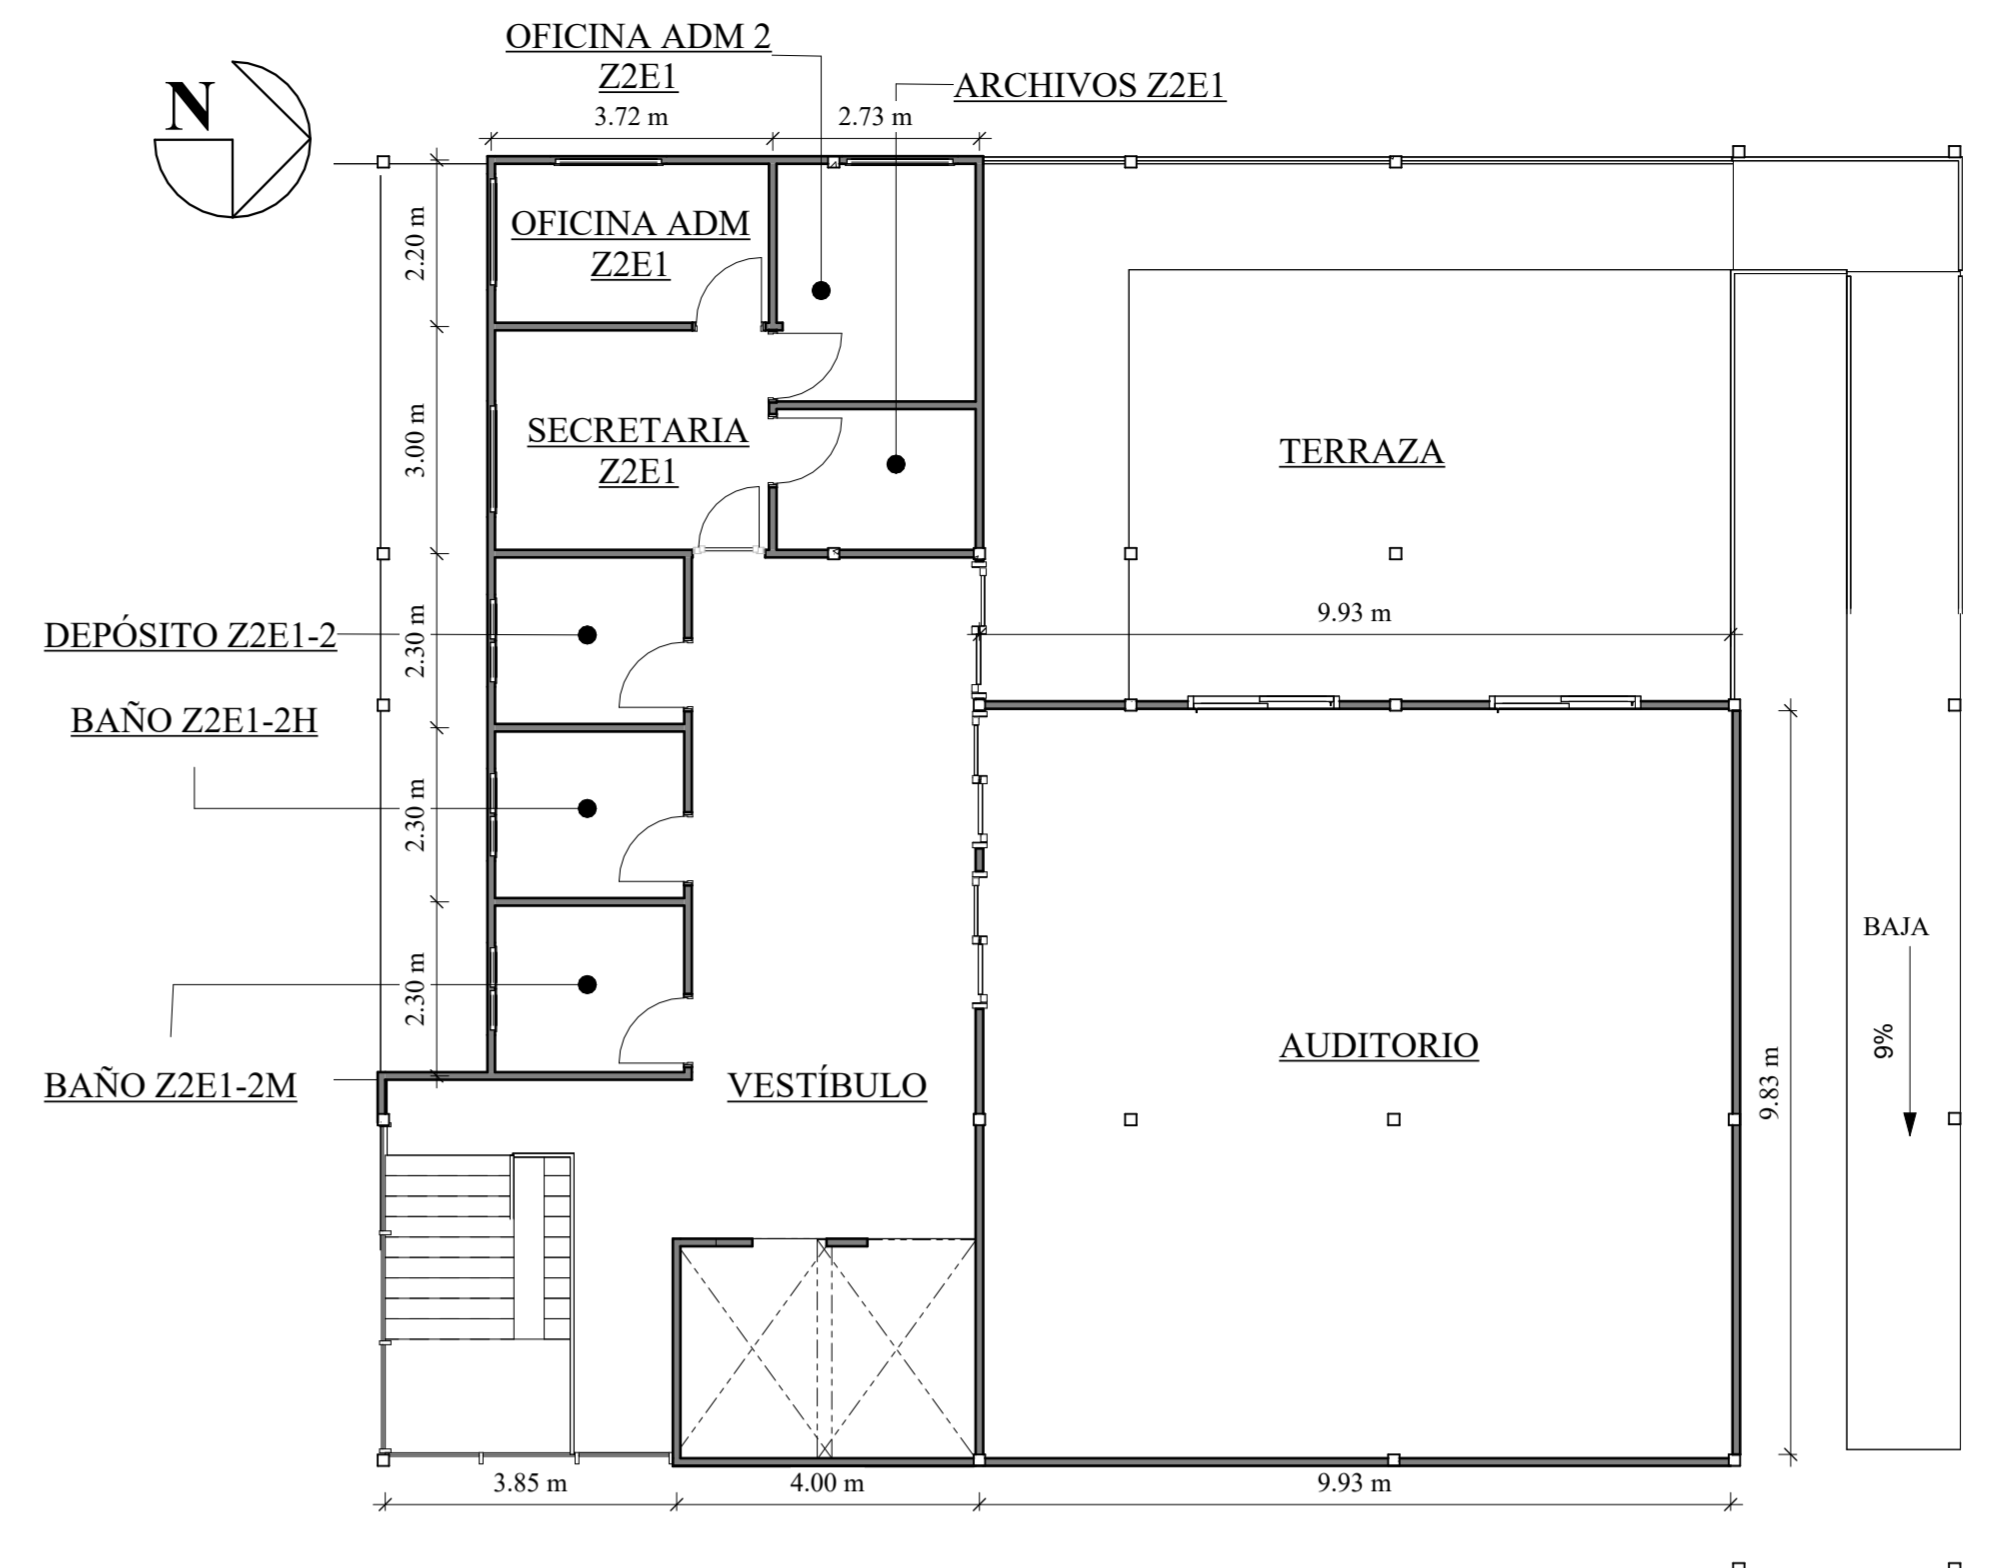 OFICINA ADM 2
Z2E1
ARCHIVOS Z2E1
N
3.72 m
2.73 m
OFICINA ADM
Z2E1
2.20 m
SECRETARIA
Z2E1
3.00 m
TERRAZA
9.93 m
DEPÓSITO Z2E1-2
2.30 m
BAÑO Z2E1-2H
2.30 m
BAJA
9%
2.30 m
AUDITORIO
BAÑO Z2E1-2M
VESTÍBULO
9.83 m
3.85 m
4.00 m
9.93 m